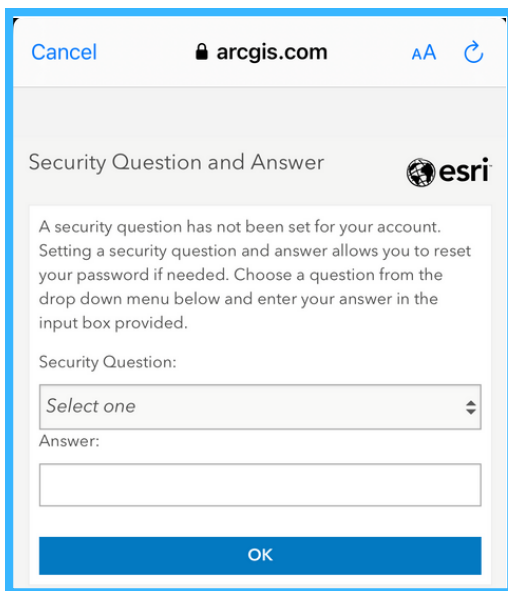 Cancel arcgis.com AA
Security Question and Answer esri
A security question has not been set for your account.
Setting a security question and answer allows you to reset
your password if needed. Choose a question from the
drop down menu below and enter your answer in the
input box provided.
Security Question:
Select one
Answer:
OK